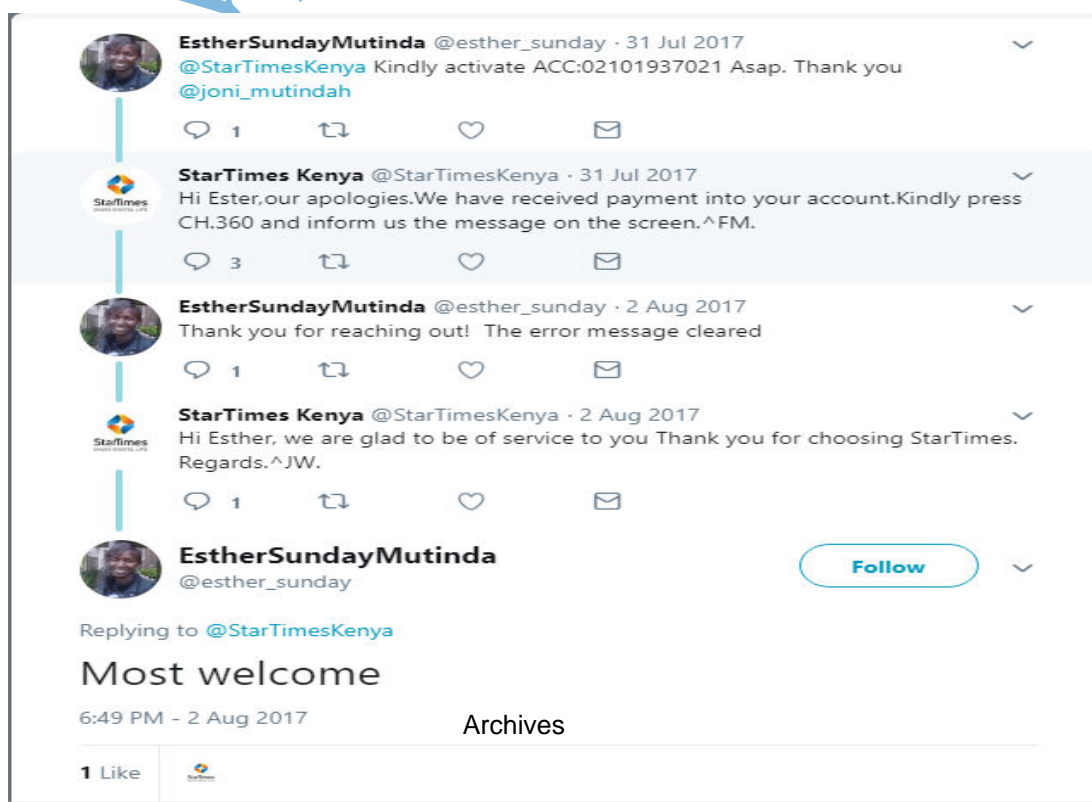 EstherSundayMutinda @esther_sunday · 31 Jul 2017
@StarTimesKenya Kindly activate ACC:02101937021 Asap. Thank you
@joni_mutindah
1
StarTimes Kenya @StarTimesKenya · 31 Jul 2017
Hi Ester,our apologies.We have received payment into your account.Kindly press
CH.360 and inform us the message on the screen.^FM.
StarTimes
3
EstherSundayMutinda @esther_sunday · 2 Aug 2017
Thank you for reaching out! The error message cleared
1
StarTimes Kenya @StarTimesKenya · 2 Aug 2017
Hi Esther, we are glad to be of service to you Thank you for choosing StarTimes.
StarTimes
Regards.^JW.
1
EstherSundayMutinda
@esther_sunday
Follow
Replying to @StarTimesKenya
Most welcome
6:49 PM - 2 Aug 2017
Archives
1 Like